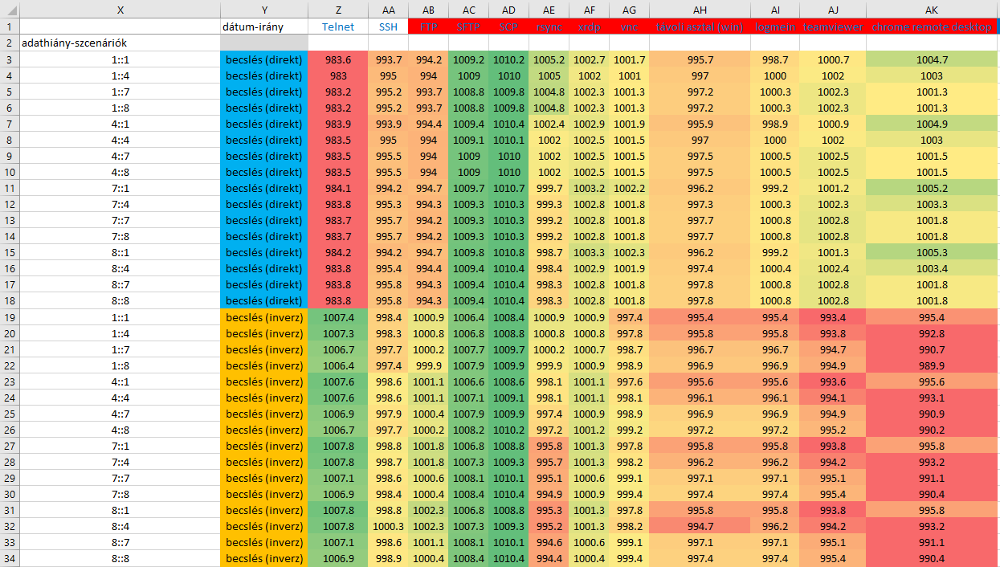 X Y Z AA AB AC AD AE AF AG AH AI AJ AK
1 dátum-irány Telnet SSH FTP SFTP SCP rsync xrdp vnc távoli asztal (win) logmein teamviewer chrome remote desktop
2 adathiány-szcenáriók
3 1::1 becslés (direkt) 983.6 993.7 994.2 1009.2 1010.2 1005.2 1002.7 1001.7 995.7 998.7 1000.7 1004.7
4 1::4 becslés (direkt) 983 995 994 1009 1010 1005 1002 1001 997 1000 1002 1003
5 1::7 becslés (direkt) 983.2 995.2 993.7 1008.8 1009.8 1004.8 1002.3 1001.3 997.2 1000.3 1002.3 1001.3
6 1::8 becslés (direkt) 983.2 995.2 993.7 1008.8 1009.8 1004.8 1002.3 1001.3 997.2 1000.3 1002.3 1001.3
7 4::1 becslés (direkt) 983.9 993.9 994.4 1009.4 1010.4 1002.4 1002.9 1001.9 995.9 998.9 1000.9 1004.9
8 4::4 becslés (direkt) 983.5 995 994 1009.1 1010.1 1002 1002.5 1001.5 997 1000 1002 1003
9 4::7 becslés (direkt) 983.5 995.5 994 1009 1010 1002 1002.5 1001.5 997.5 1000.5 1002.5 1001.5
10 4::8 becslés (direkt) 983.5 995.5 994 1009 1010 1002 1002.5 1001.5 997.5 1000.5 1002.5 1001.5
11 7::1 becslés (direkt) 984.1 994.2 994.7 1009.7 1010.7 999.7 1003.2 1002.2 996.2 999.2 1001.2 1005.2
12 7::4 becslés (direkt) 983.8 995.3 994.3 1009.3 1010.3 999.3 1002.8 1001.8 997.3 1000.3 1002.3 1003.3
13 7::7 becslés (direkt) 983.7 995.7 994.2 1009.3 1010.3 999.3 1002.8 1001.8 997.7 1000.8 1002.8 1001.8
14 7::8 becslés (direkt) 983.7 995.7 994.2 1009.3 1010.3 999.2 1002.8 1001.8 997.7 1000.8 1002.8 1001.8
15 8::1 becslés (direkt) 984.2 994.2 994.7 1009.8 1010.8 998.7 1003.3 1002.3 996.2 999.2 1001.3 1005.3
16 8::4 becslés (direkt) 983.8 995.4 994.4 1009.4 1010.4 998.4 1002.9 1001.9 997.4 1000.4 1002.4 1003.4
17 8::7 becslés (direkt) 983.8 995.8 994.3 1009.4 1010.4 998.3 1002.8 1001.8 997.8 1000.8 1002.8 1001.8
18 8::8 becslés (direkt) 983.8 995.8 994.3 1009.4 1010.4 998.3 1002.8 1001.8 997.8 1000.8 1002.8 1001.8
19 1::1 becslés (inverz) 1007.4 998.4 1000.9 1006.4 1008.4 1000.9 1000.9 997.4 995.4 995.4 993.4 995.4
20 1::4 becslés (inverz) 1007.3 998.3 1000.8 1006.8 1008.8 1000.8 1000.8 997.8 995.8 995.8 993.8 992.8
21 1::7 becslés (inverz) 1006.7 997.7 1000.2 1007.7 1009.7 1000.2 1000.7 998.7 996.7 996.7 994.7 990.7
22 1::8 becslés (inverz) 1006.4 997.4 999.9 1007.9 1009.9 999.9 1000.9 998.9 996.9 996.9 994.9 989.9
23 4::1 becslés (inverz) 1007.6 998.6 1001.1 1006.6 1008.6 998.1 1001.1 997.6 995.6 995.6 993.6 995.6
24 4::4 becslés (inverz) 1007.6 998.6 1001.1 1007.1 1009.1 998.1 1001.1 998.1 996.1 996.1 994.1 993.1
25 4::7 becslés (inverz) 1006.9 997.9 1000.4 1007.9 1009.9 997.4 1000.9 998.9 996.9 996.9 994.9 990.9
26 4::8 becslés (inverz) 1006.7 997.7 1000.2 1008.2 1010.2 997.2 1001.2 999.2 997.2 997.2 995.2 990.2
27 7::1 becslés (inverz) 1007.8 998.8 1001.8 1006.8 1008.8 995.8 1001.3 997.8 995.8 995.8 993.8 995.8
28 7::4 becslés (inverz) 1007.8 998.7 1001.8 1007.3 1009.3 995.7 1001.3 998.2 996.2 996.2 994.2 993.2
29 7::7 becslés (inverz) 1007.1 998.6 1000.6 1008.1 1010.1 995.1 1000.6 999.1 997.1 997.1 995.1 991.1
30 7::8 becslés (inverz) 1006.9 998.4 1000.4 1008.4 1010.4 994.9 1000.9 999.4 997.4 997.4 995.4 990.4
31 8::1 becslés (inverz) 1007.8 998.8 1002.3 1006.8 1008.8 995.3 1001.3 997.8 995.8 995.8 993.8 995.8
32 8::4 becslés (inverz) 1007.8 1000.3 1002.3 1007.3 1009.3 995.2 1001.3 998.2 994.7 996.2 994.2 993.2
33 8::7 becslés (inverz) 1007.1 998.6 1001.1 1008.1 1010.1 994.6 1000.6 999.1 997.1 997.1 995.1 991.1
34 8::8 becslés (inverz) 1006.9 998.9 1000.4 1008.4 1010.4 994.4 1000.4 999.4 997.4 997.4 995.4 990.4